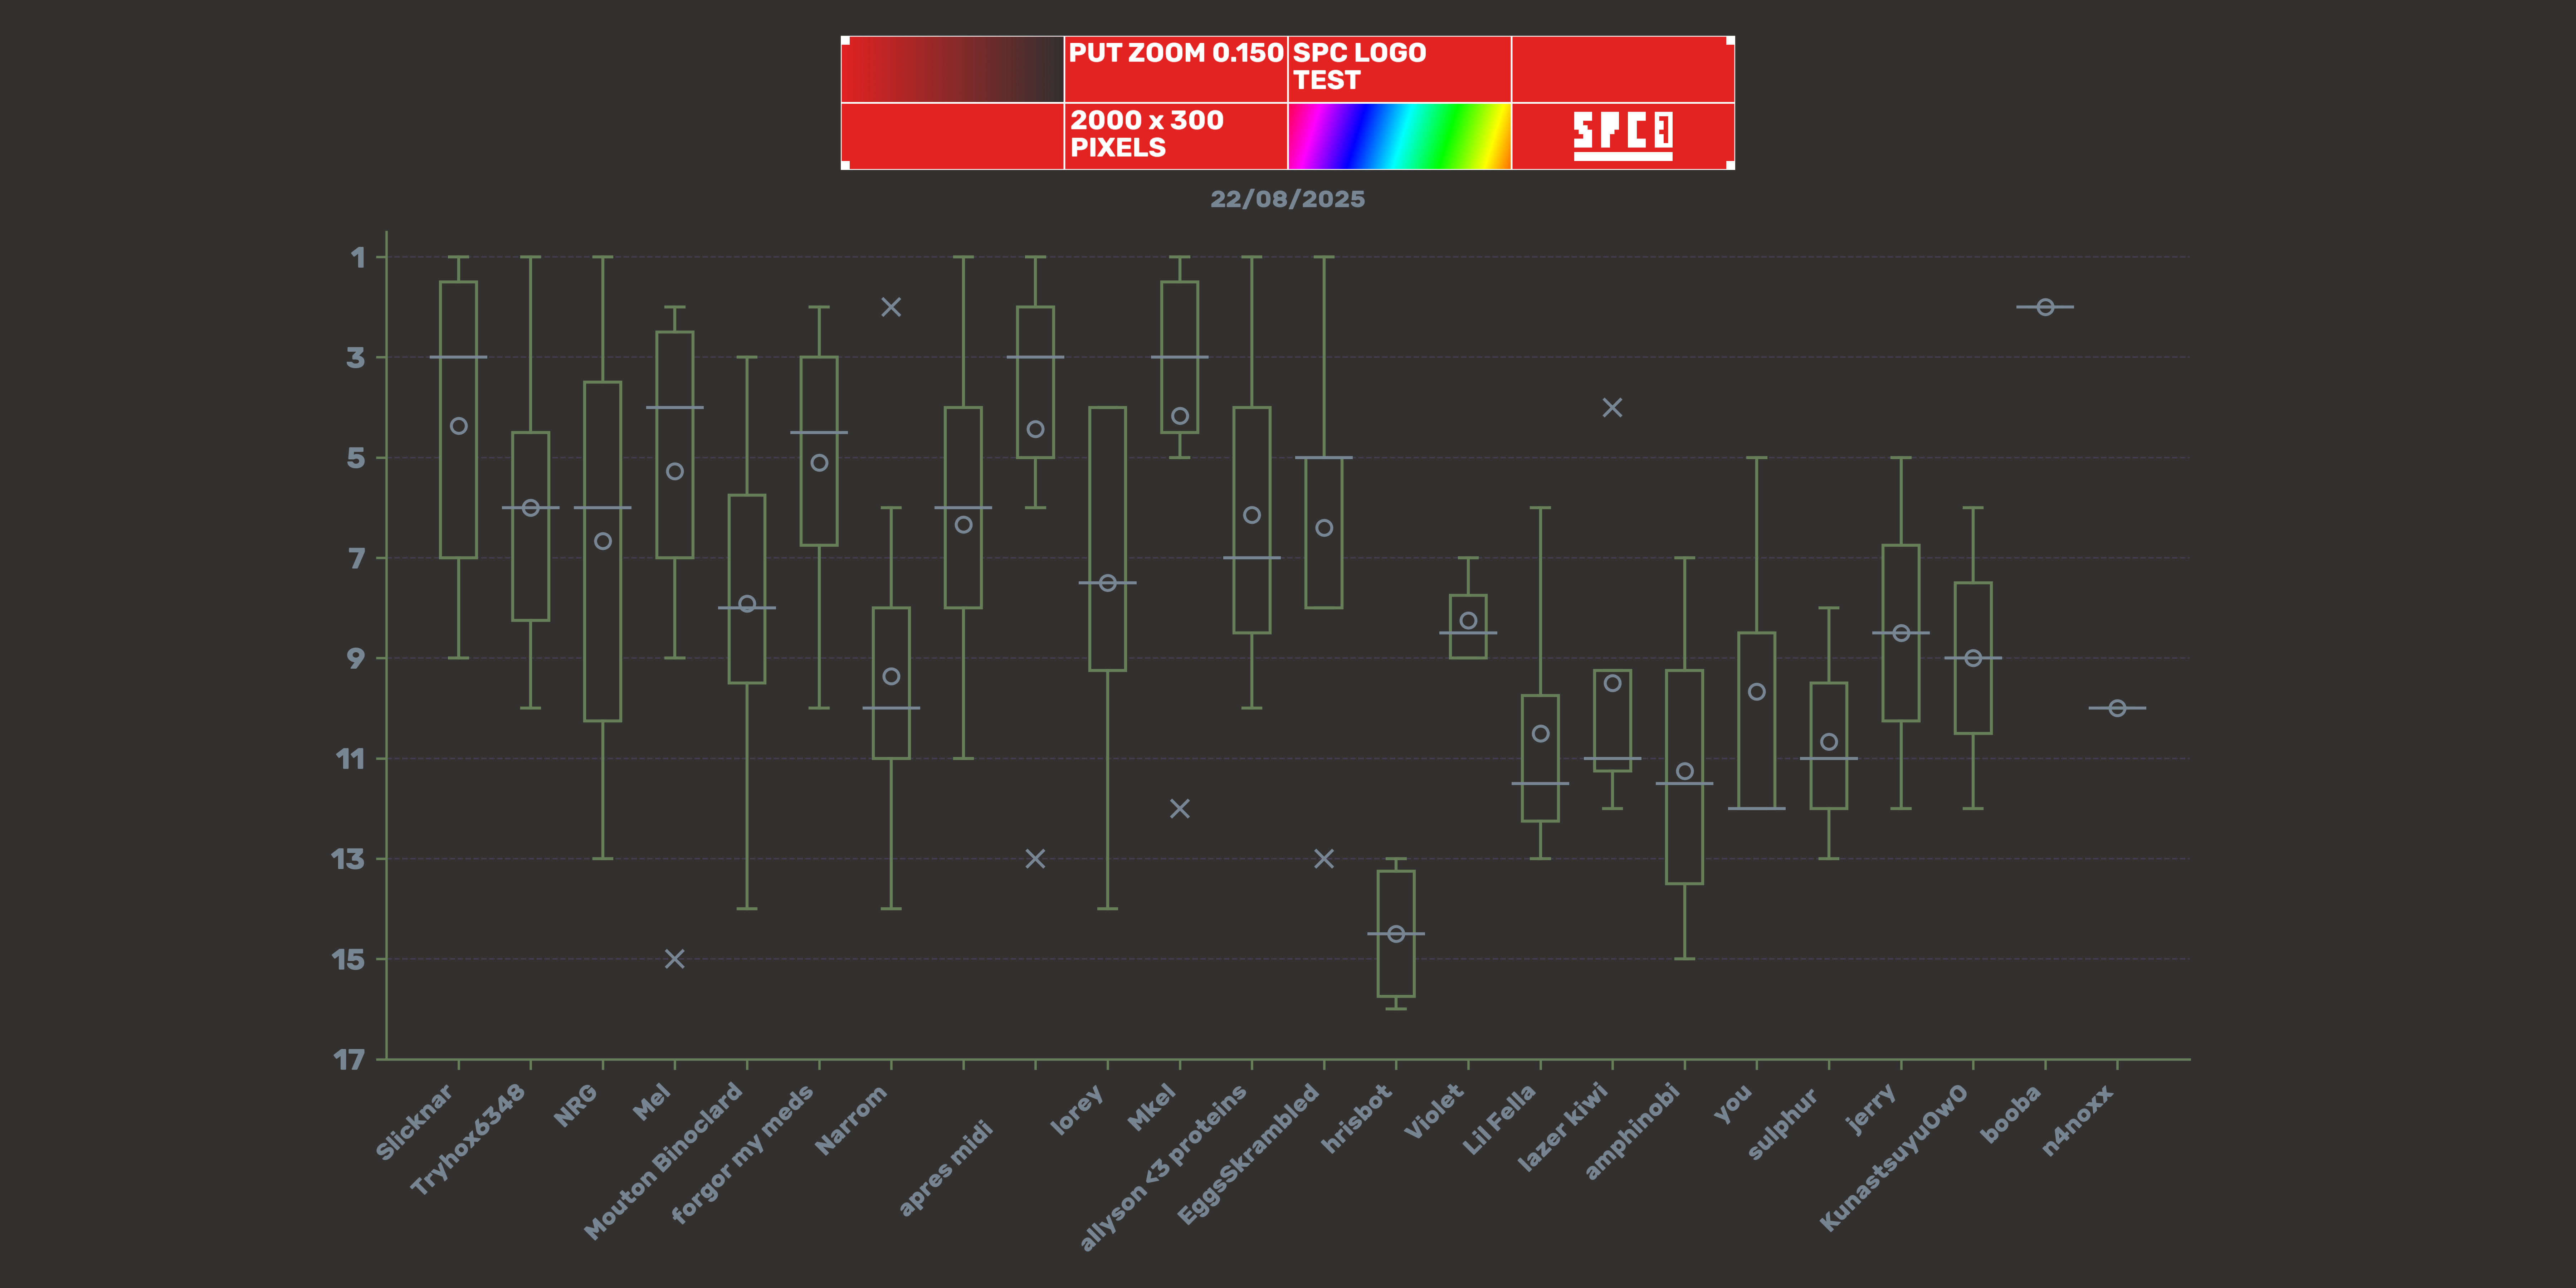 PUT ZOOM 0.150
SPC LOGO
TEST
2000 x 300
PIXELS
SPC
22/08/2025
1
3
5
7
9
11
13
15
17
Slicknar
Tryhox6348
NRG
Mel
Mouton Binoclard
forgor my meds
Narrom
apres midi
lorey
Mkel
allyson <3 proteins
EggsSkrambled
hrisbot
Violet
Lil Fella
lazer kiwi
amphinobi
you
sulphur
jerry
KunastsuyuOwO
booba
n4noxx